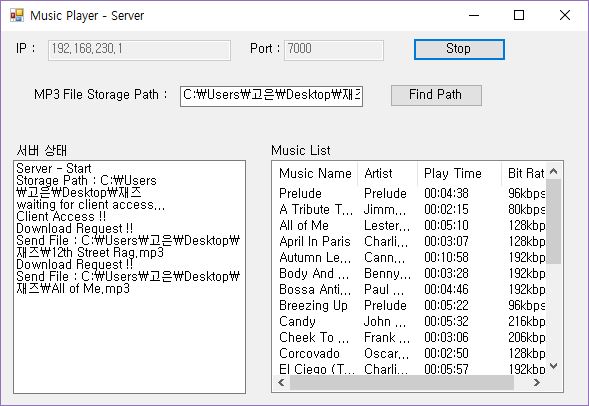 Music Player - Server
IP : 192,168,230,1 Port : 7000 Stop
MP3 File Storage Path : C:₩Users₩고은₩Desktop₩재즈 Find Path
서버 상태
Server - Start
Storage Path : C:₩Users
₩고은₩Desktop₩재즈
waiting for client access...
Client Access !!
Download Request !!
Send File : C:₩Users₩고은₩Desktop₩
재즈₩12th Street Rag,mp3
Download Request !!
Send File : C:₩Users₩고은₩Desktop₩
재즈₩All of Me,mp3
Music List
Music Name Artist Play Time Bit Rat
Prelude Prelude 00:04:38 96kbps
A Tribute T... Jimm... 00:02:15 80kbps
All of Me Lester... 00:05:10 128kbp
April In Paris Charli... 00:03:07 128kbp
Autumn Le... Cann... 00:10:58 192kbp
Body And ... Benny... 00:03:28 192kbp
Bossa Anti... Paul ... 00:04:46 192kbp
Breezing Up Prelude 00:05:22 96kbps
Candy John ... 00:05:32 216kbp
Cheek To ... Frank ... 00:03:06 206kbp
Corcovado Oscar... 00:02:50 128kbp
El Ciego (T... Charli... 00:05:57 192kbp